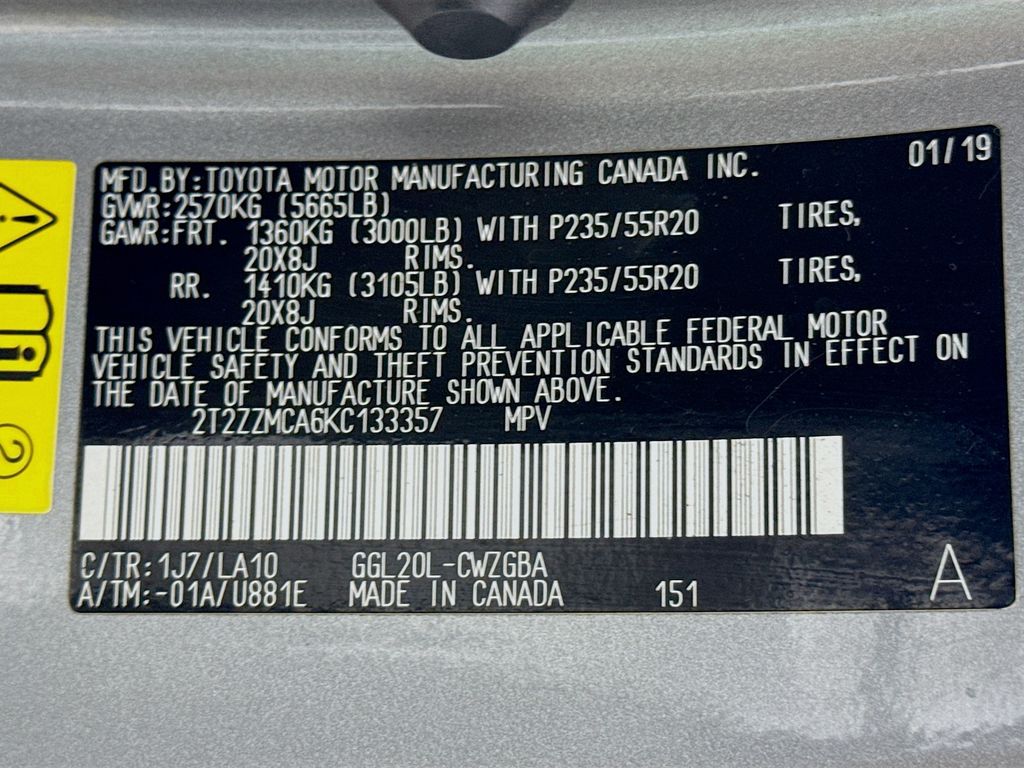 01/19
MFD.BY:TOYOTA MOTOR MANUFACTURING CANADA INC.
GVWR:2570KG (5665LB)
GAWR:FRT. 1360KG (3000LB) WITH P235/55R20 TIRES,
20X8J RIMS.
RR. 1410KG (3105LB) WITH P235/55R20 TIRES,
20X8J RIMS.
THIS VEHICLE CONFORMS TO ALL APPLICABLE FEDERAL MOTOR
VEHICLE SAFETY AND THEFT PREVENTION STANDARDS IN EFFECT ON
THE DATE OF MANUFACTURE SHOWN ABOVE.
2T2ZZMCA6KC133357 MPV
C/TR:1J7/LA10 GGL20L-CWZGBA
A/TM:-01A/U881E MADE IN CANADA 151 A
2